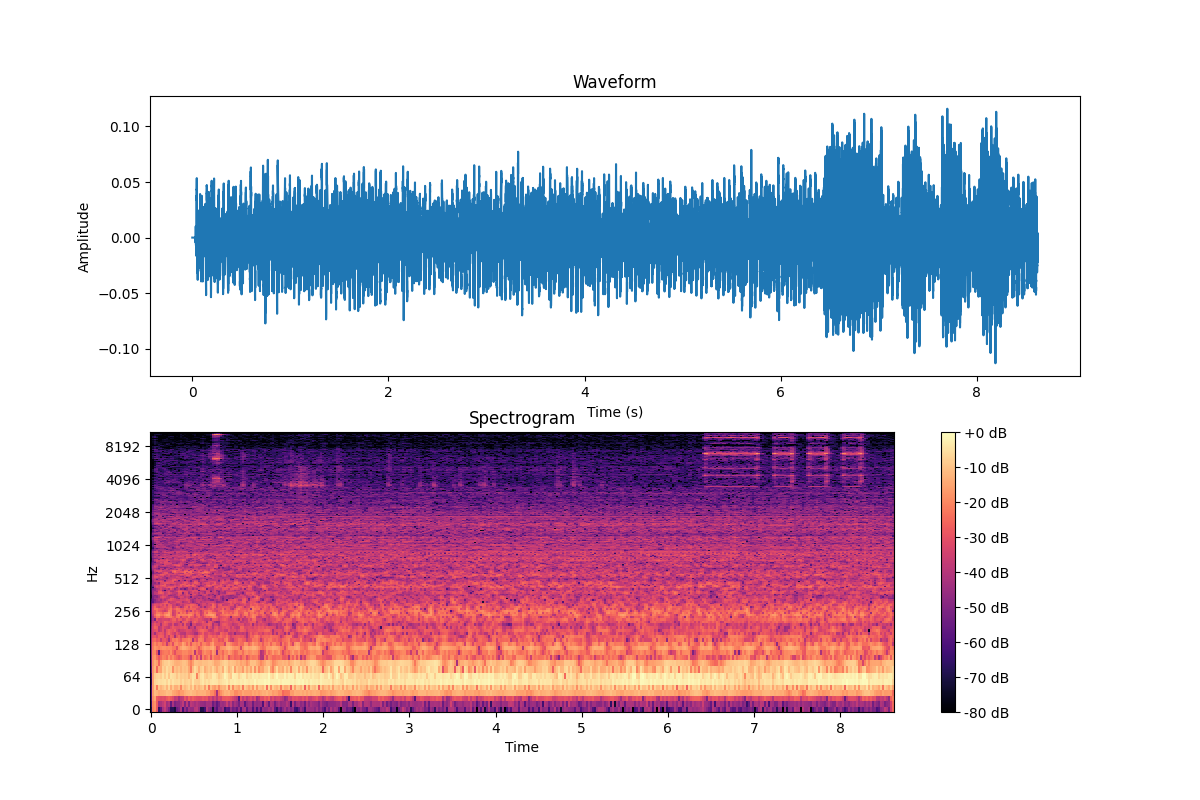 Waveform
0.10
0.05
0.00
−0.05
−0.10
Amplitude
0 2 4 6 8
Time (s)
Spectrogram
8192
4096
2048
1024
512
256
128
64
0
Hz
0 1 2 3 4 5 6 7 8
Time
+0 dB
-10 dB
-20 dB
-30 dB
-40 dB
-50 dB
-60 dB
-70 dB
-80 dB